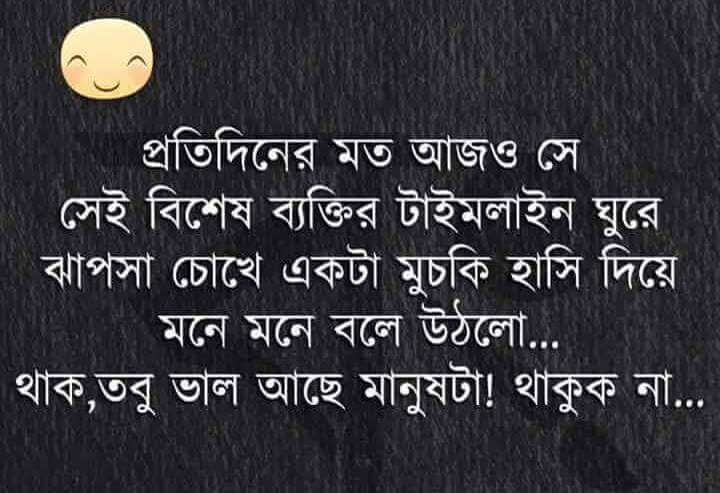 প্রতিদিনের মত আজও সে
সেই বিশেষ ব্যক্তির টাইমলাইন ঘুরে
ঝাপসা চোখে একটা মুচকি হাসি দিয়ে
মনে মনে বলে উঠলো...
থাক,তবু ভাল আছে মানুষটা! থাকুক না...